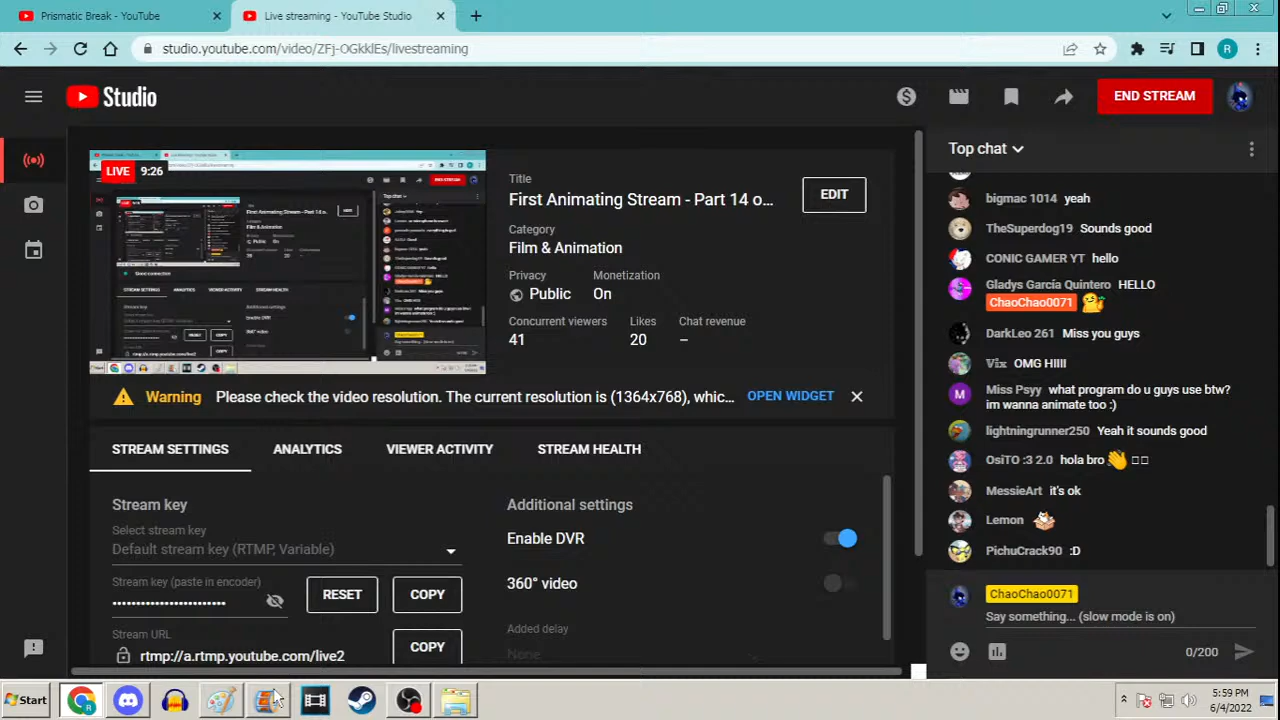 Prismatic Break - YouTube
Live streaming - YouTube Studio
studio.youtube.com/video/ZFj-OGkklEs/livestreaming
R
Studio
END STREAM
LIVE 9:26
Title
First Animating Stream - Part 14 o...
EDIT
Category
Film & Animation
Privacy Monetization
Public On
Concurrent viewers Likes Chat revenue
41 20 –
Warning Please check the video resolution. The current resolution is (1364x768), whic... OPEN WIDGET
STREAM SETTINGS ANALYTICS VIEWER ACTIVITY STREAM HEALTH
Stream key
Select stream key
Default stream key (RTMP, Variable)
Stream key (paste in encoder)
•••••••••••••••••••••••• RESET COPY
Stream URL
rtmp://a.rtmp.youtube.com/live2 COPY
Additional settings
Enable DVR
360° video
Added delay
None
Top chat
bigmac 1014 yeah
TheSuperdog19 Sounds good
CONIC GAMER YT hello
Gladys García Quintero HELLO
ChaoChao0071
DarkLeo 261 Miss you guys
V𝕚x OMG HIIII
M
Miss Psyy what program do u guys use btw?
im wanna animate too :)
lightningrunner250 Yeah it sounds good
OsiTO :3 2.0 hola bro 👋 □□
MessieArt it's ok
Lemon
PichuCrack90 :D
ChaoChao0071
Say something... (slow mode is on)
0/200
Start
5:59 PM
6/4/2022